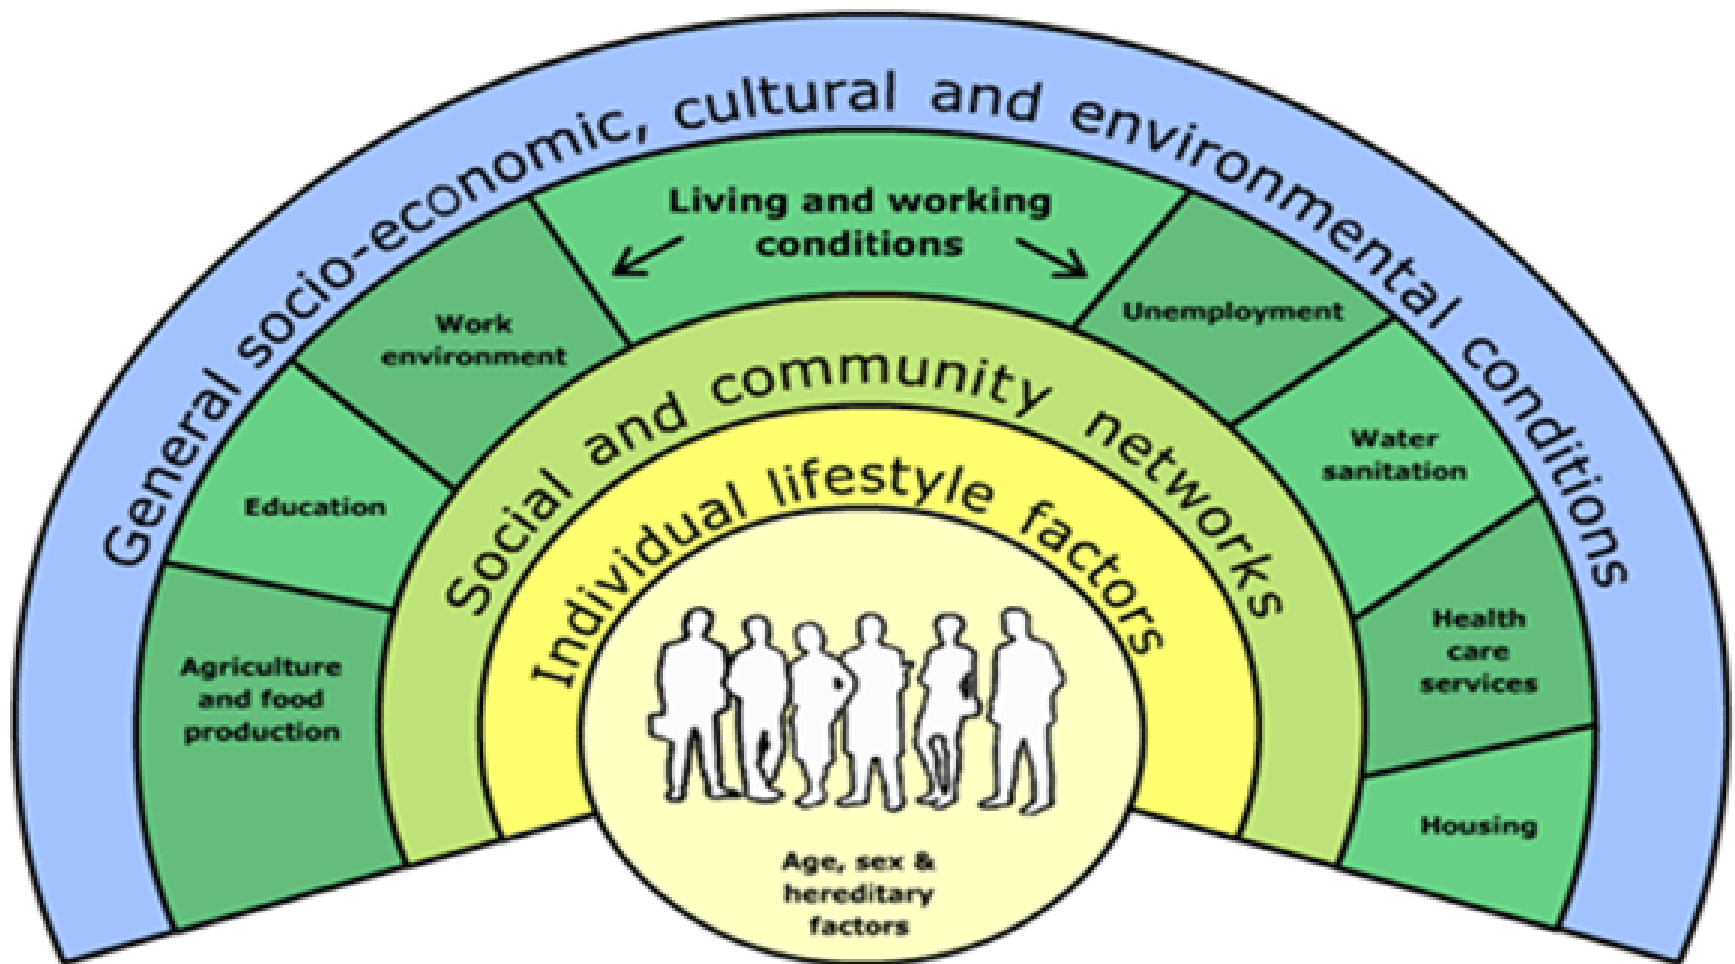 General socio-economic, cultural and environmental conditions
Living and working
conditions
Agriculture
and food
production
Education
Work
environment
Unemployment
Water
sanitation
Health
care
services
Housing
Social and community networks
Individual lifestyle factors
Age, sex &
hereditary
factors